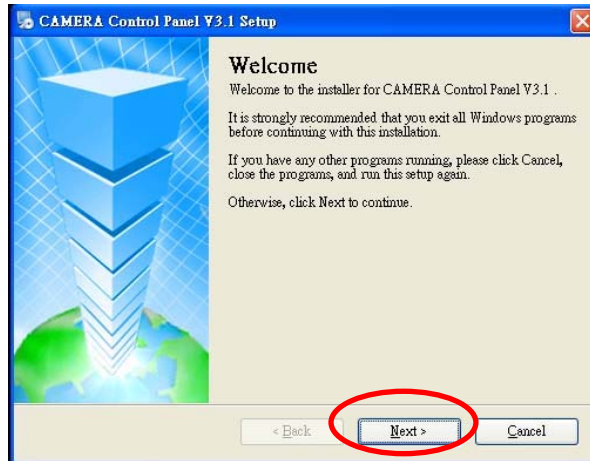 CAMERA Control Panel V3.1 Setup
Welcome
Welcome to the installer for CAMERA Control Panel V3.1 .
It is strongly recommended that you exit all Windows programs
before continuing with this installation.
If you have any other programs running, please click Cancel,
close the programs, and run this setup again.
Otherwise, click Next to continue.
< Back Next > Cancel